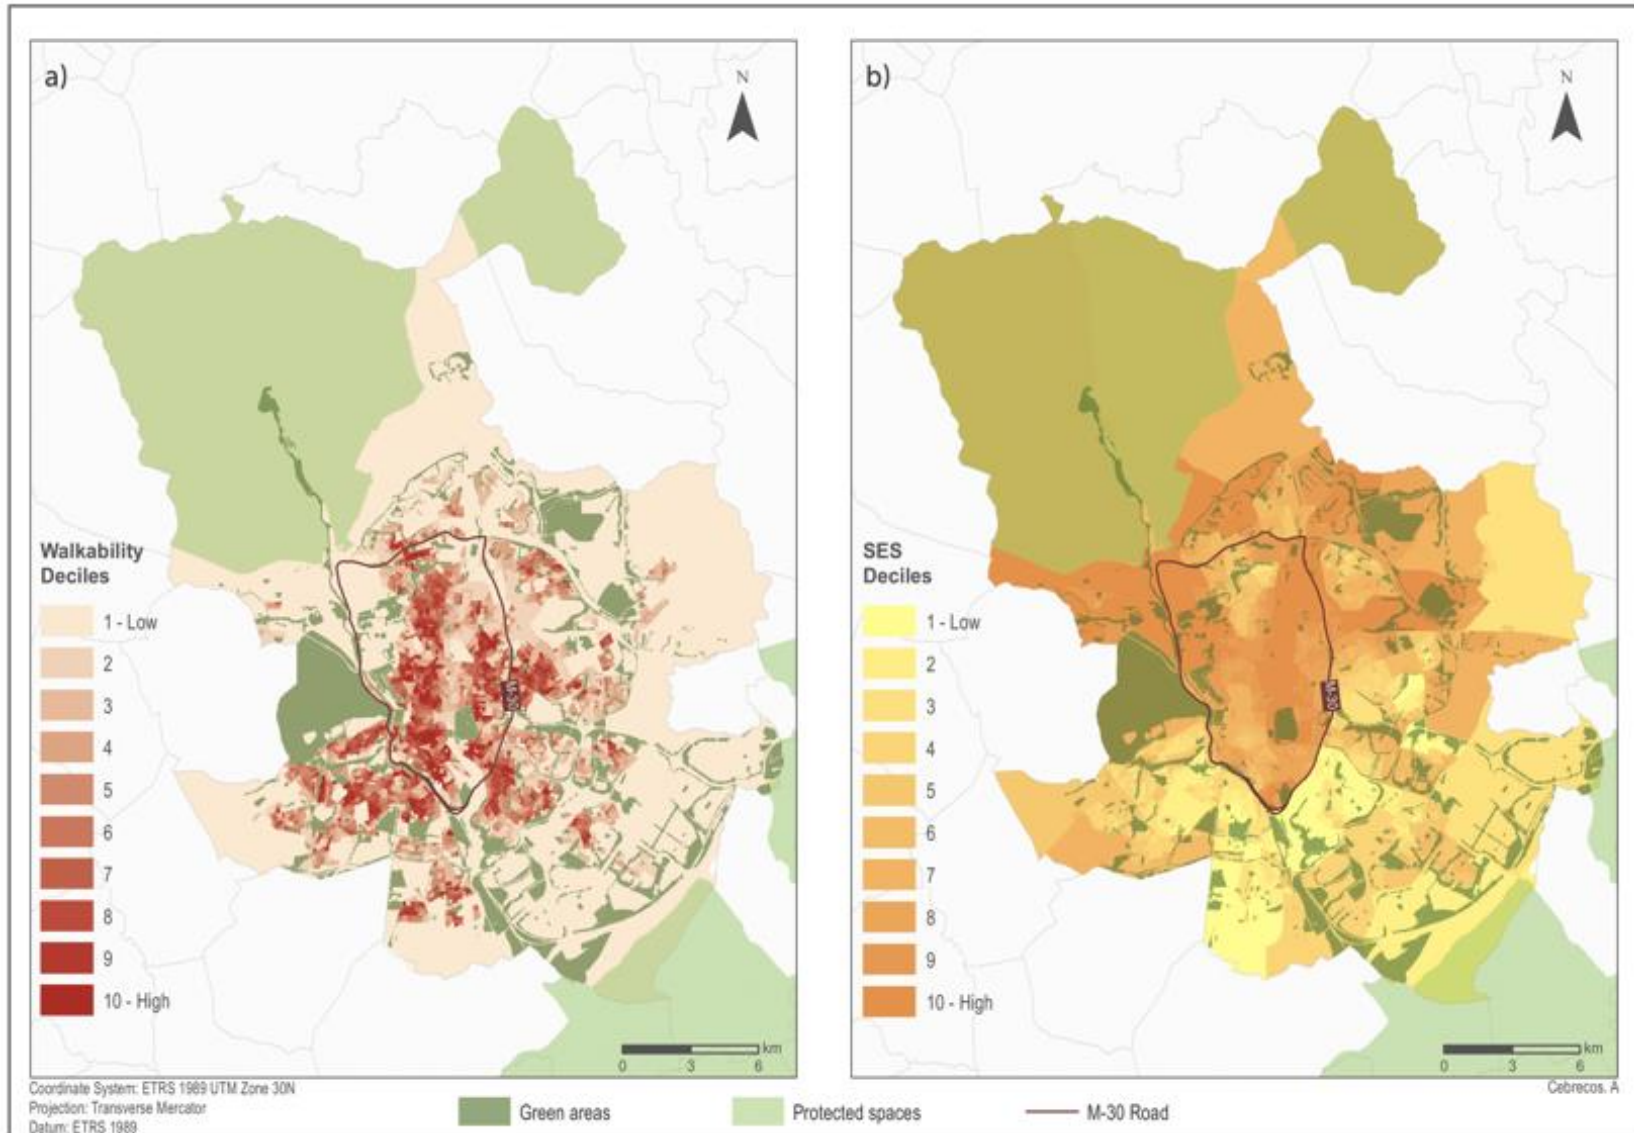 a)
N
Walkability
Deciles
1 - Low
2
3
4
5
6
7
8
9
10 - High
M-30
km
0 3 6
b)
N
SES
Deciles
1 - Low
2
3
4
5
6
7
8
9
10 - High
M-30
km
0 3 6
Coordinate System: ETRS 1989 UTM Zone 30N
Projection: Transverse Mercator
Datum: ETRS 1989
Green areas
Protected spaces
M-30 Road
Cebrecos. A